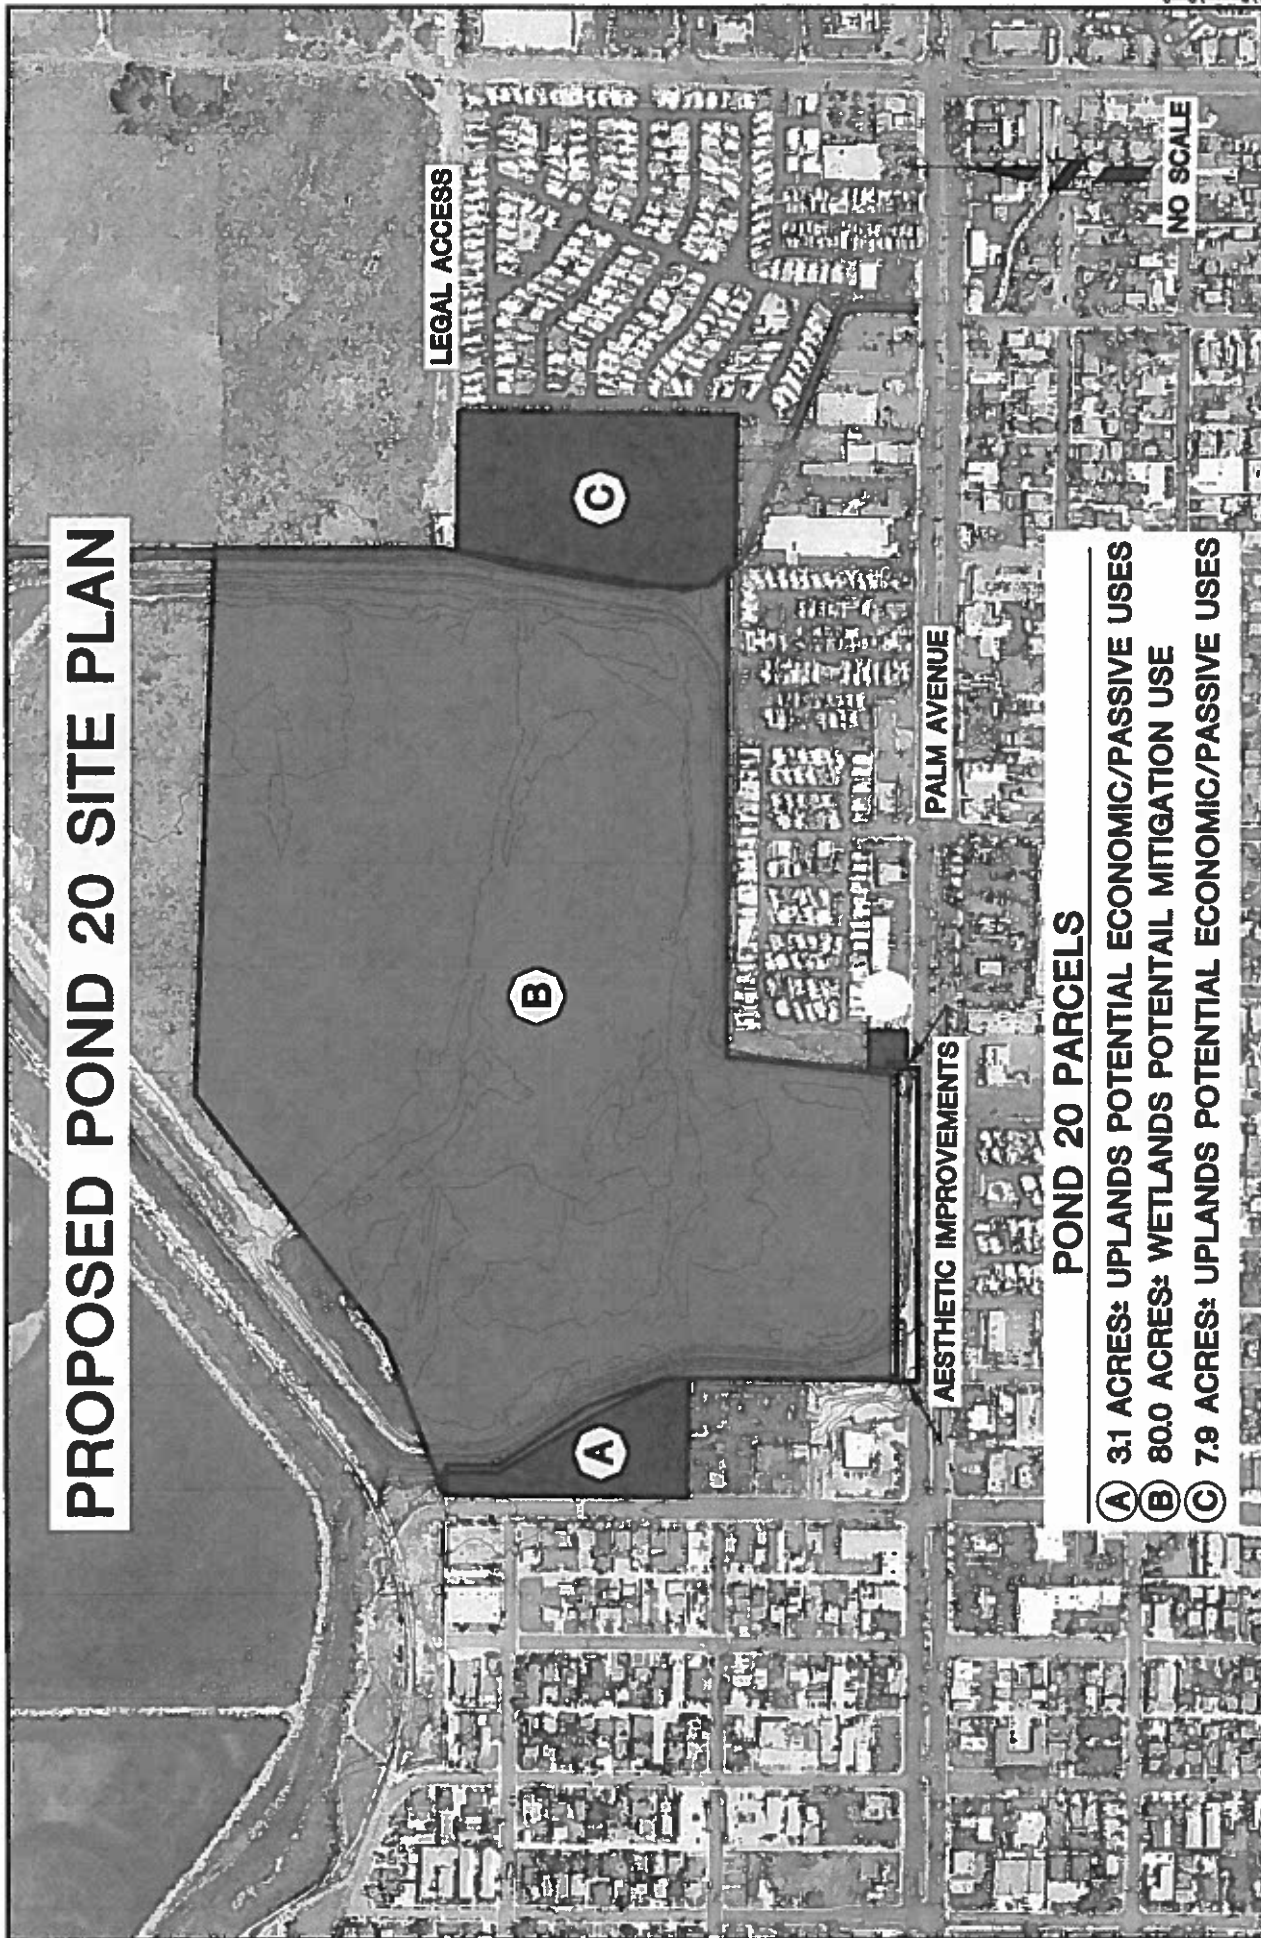 PROPOSED POND 20 SITE PLAN
LEGAL ACCESS
C
B
A
PALM AVENUE
AESTHETIC IMPROVEMENTS
NO SCALE
POND 20 PARCELS
A 3.1 ACRES± UPLANDS POTENTIAL ECONOMIC/PASSIVE USES
B 80.0 ACRES± WETLANDS POTENTAIL MITIGATION USE
C 7.9 ACRES± UPLANDS POTENTIAL ECONOMIC/PASSIVE USES